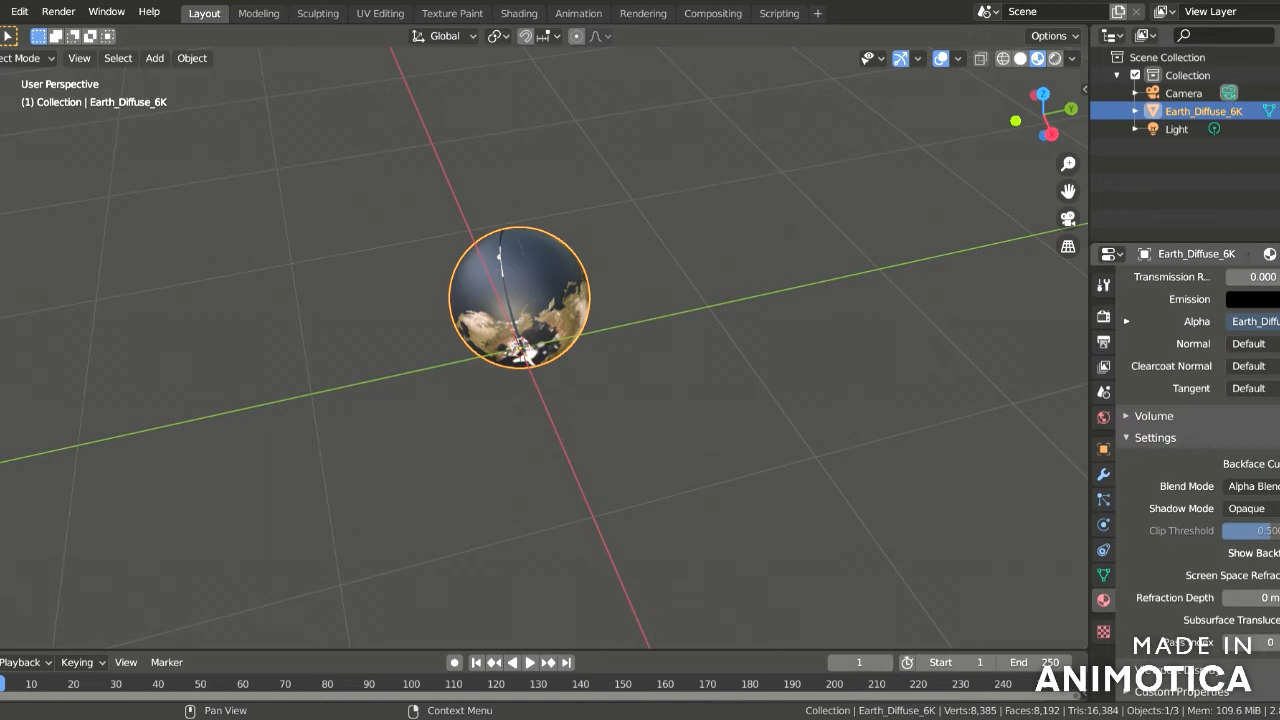 Edit Render Window Help Layout Modeling Sculpting UV Editing Texture Paint Shading Animation Rendering Compositing Scripting + Scene View Layer
Global Options
ect Mode View Select Add Object
User Perspective
(1) Collection | Earth_Diffuse_6K
Z
Y
X
Scene Collection
Collection
Camera
Earth_Diffuse_6K
Light
Earth_Diffuse_6K
Transmission R... 0.000
Emission
Alpha Earth_Diffu
Normal Default
Clearcoat Normal Default
Tangent Default
Volume
Settings
Backface Cu
Blend Mode Alpha Blen
Shadow Mode Opaque
Clip Threshold 0.500
Show Backf
Screen Space Refrac
Refraction Depth 0 m
Subsurface Transluce
Pass Index 0
Custom Properties
MADE IN
ANIMOTICA
Playback Keying View Marker 1 Start 1 End 250
10 20 30 40 50 60 70 80 90 100 110 120 130 140 150 160 170 180 190 200 210 220 230 240
Pan View Context Menu Collection | Earth_Diffuse_6K | Verts:8,385 | Faces:8,192 | Tris:16,384 | Objects:1/3 | Mem: 109.6 MiB | 2.